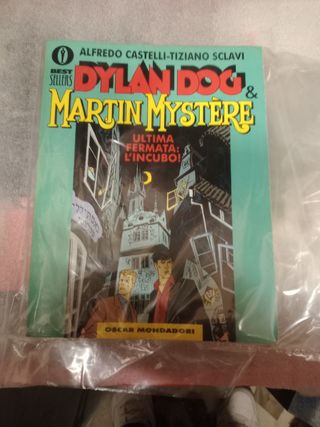 ALFREDO CASTELLI-TIZIANO SCLAVI
BEST
SELLERS
DYLAN DOG
&
MARTIN MYSTÈRE
ULTIMA
FERMATA:
L'INCUBO!
OSCAR MONDADORI